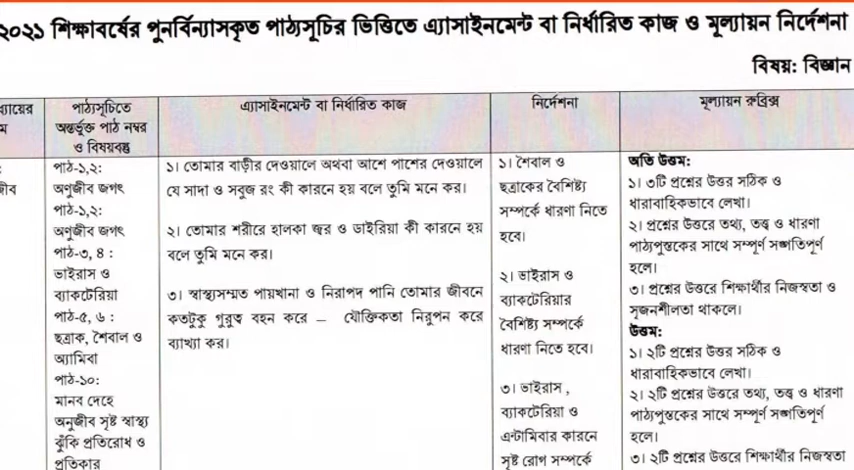 ২০২১ শিক্ষাবর্ষের পুনর্বিন্যাসকৃত পাঠ্যসূচির ভিত্তিতে এ্যাসাইনমেন্ট বা নির্ধারিত কাজ ও মূল্যায়ন নির্দেশনা
বিষয়: বিজ্ঞান
পাঠ্যসূচিতে
অন্তর্ভূক্ত পাঠ নম্বর
ও বিষয়বস্তু
এ্যাসাইনমেন্ট বা নির্ধারিত কাজ
নির্দেশনা
মূল্যায়ন রুব্রিক্স
পাঠ-১,২:
অণুজীব জগৎ
পাঠ-১,২:
অণুজীব জগৎ
পাঠ-৩, ৪ :
ভাইরাস ও
ব্যাকটেরিয়া
পাঠ-৫, ৬ :
ছত্রাক, শৈবাল ও
অ্যামিবা
পাঠ-১০:
মানব দেহে
অনুজীব সৃষ্ট স্বাস্থ্য
ঝুঁকি প্রতিরোধ ও
প্রতিকার
১। তোমার বাড়ীর দেওয়ালে অথবা আশে পাশের দেওয়ালে
যে সাদা ও সবুজ রং কী কারনে হয় বলে তুমি মনে কর।
২। তোমার শরীরে হালকা জ্বর ও ডাইরিয়া কী কারনে হয়
বলে তুমি মনে কর।
৩। স্বাস্থ্যসম্মত পায়খানা ও নিরাপদ পানি তোমার জীবনে
কতটুকু গুরুত্ব বহন করে – যৌক্তিকতা নিরুপন করে
ব্যাখ্যা কর।
১। শৈবাল ও
ছত্রাকের বৈশিষ্ট্য
সম্পর্কে ধারণা নিতে
হবে।
২। ভাইরাস ও
ব্যাকটেরিয়ার
বৈশিষ্ট্য সম্পর্কে
ধারণা নিতে হবে।
৩। ভাইরাস ,
ব্যাকটেরিয়া ও
এন্টামিবার কারনে
সৃষ্ট রোগ সম্পর্কে
অতি উত্তম:
১। ৩টি প্রশ্নের উত্তর সঠিক ও
ধারাবাহিকভাবে লেখা।
২। প্রশ্নের উত্তরে তথ্য, তত্ত্ব ও ধারণা
পাঠ্যপুস্তকের সাথে সম্পূর্ণ সঙ্গতিপূর্ণ
হলে।
৩। প্রশ্নের উত্তরে শিক্ষার্থীর নিজস্বতা ও
সৃজনশীলতা থাকলে।
উত্তম:
১। ২টি প্রশ্নের উত্তর সঠিক ও
ধারাবাহিকভাবে লেখা।
২। ২টি প্রশ্নের উত্তরে তথ্য, তত্ত্ব ও ধারণা
পাঠ্যপুস্তকের সাথে সম্পূর্ণ সঙ্গতিপূর্ণ
হলে।
৩। ২টি প্রশ্নের উত্তরে শিক্ষার্থীর নিজস্বতা